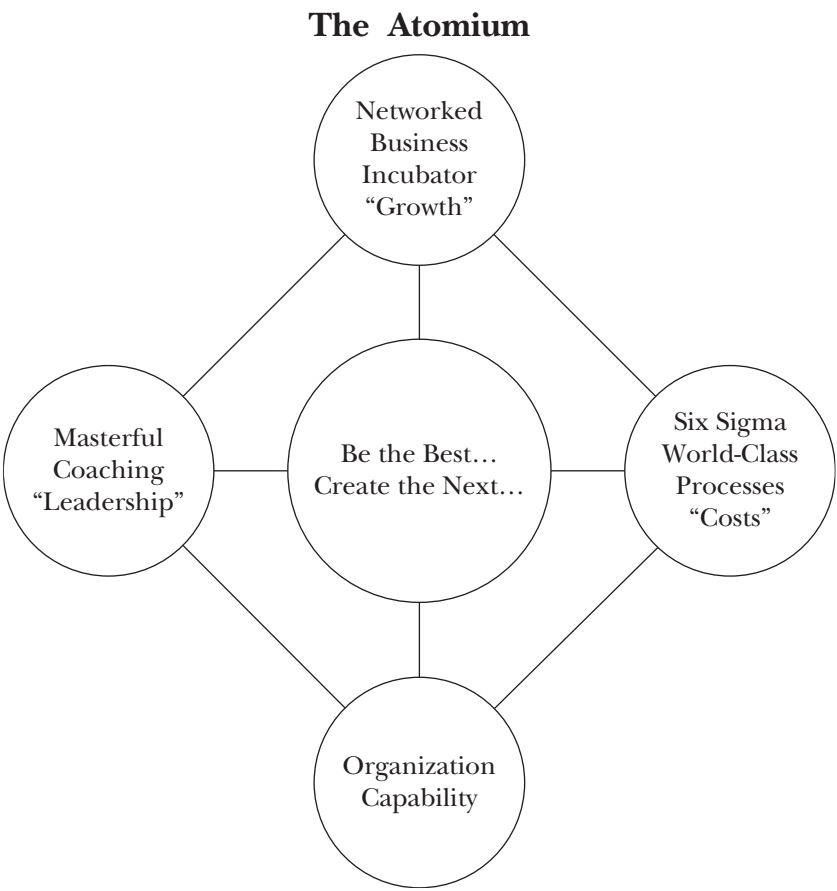 The Atomium
Networked
Business
Incubator
“Growth”
Masterful
Coaching
“Leadership”
Be the Best…
Create the Next…
Six Sigma
World-Class
Processes
“Costs”
Organization
Capability